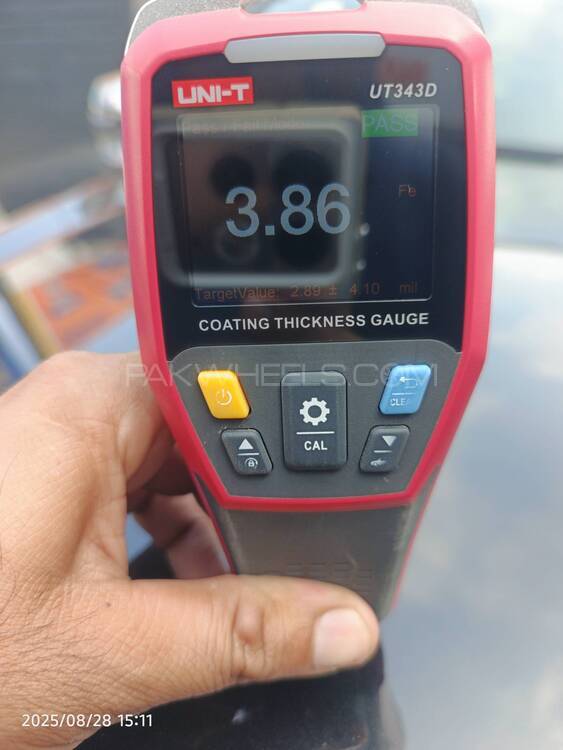 UNI-T
UT343D
PASS
3.86
Fe
TargetValue: 2.89 ± 4.10 mil
COATING THICKNESS GAUGE
PAKWHEELS.COM
CLEAR
CAL
2025/08/28 15:11